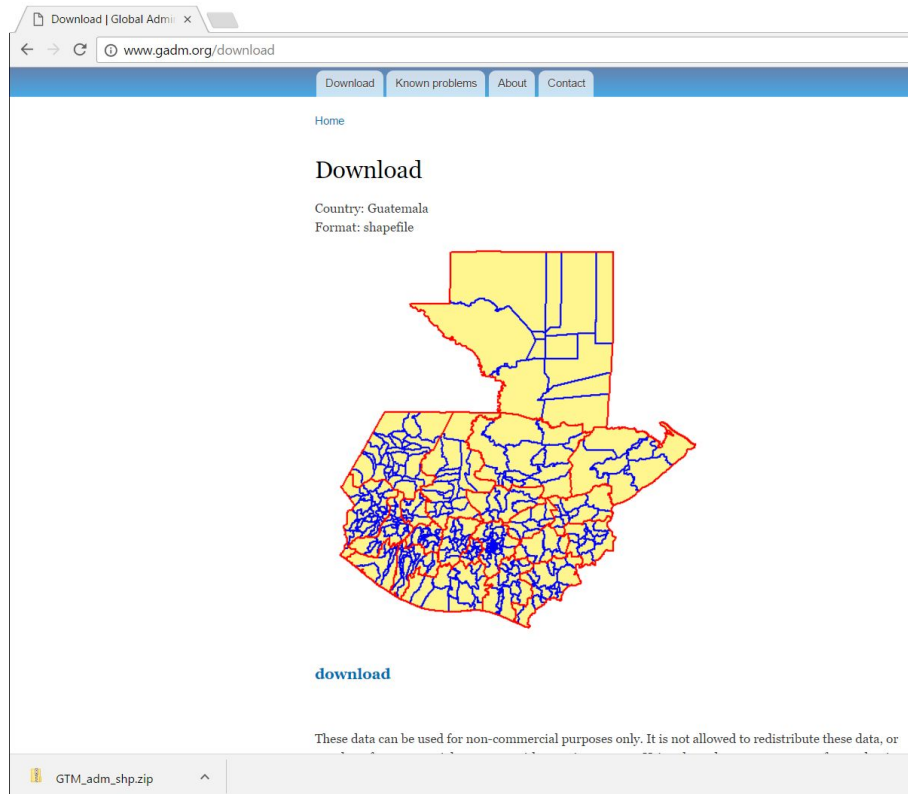 Download | Global Admi
www.gadm.org/download
Download Known problems About Contact
Home
Download
Country: Guatemala
Format: shapefile
download
These data can be used for non-commercial purposes only. It is not allowed to redistribute these data, or
GTM_adm_shp.zip